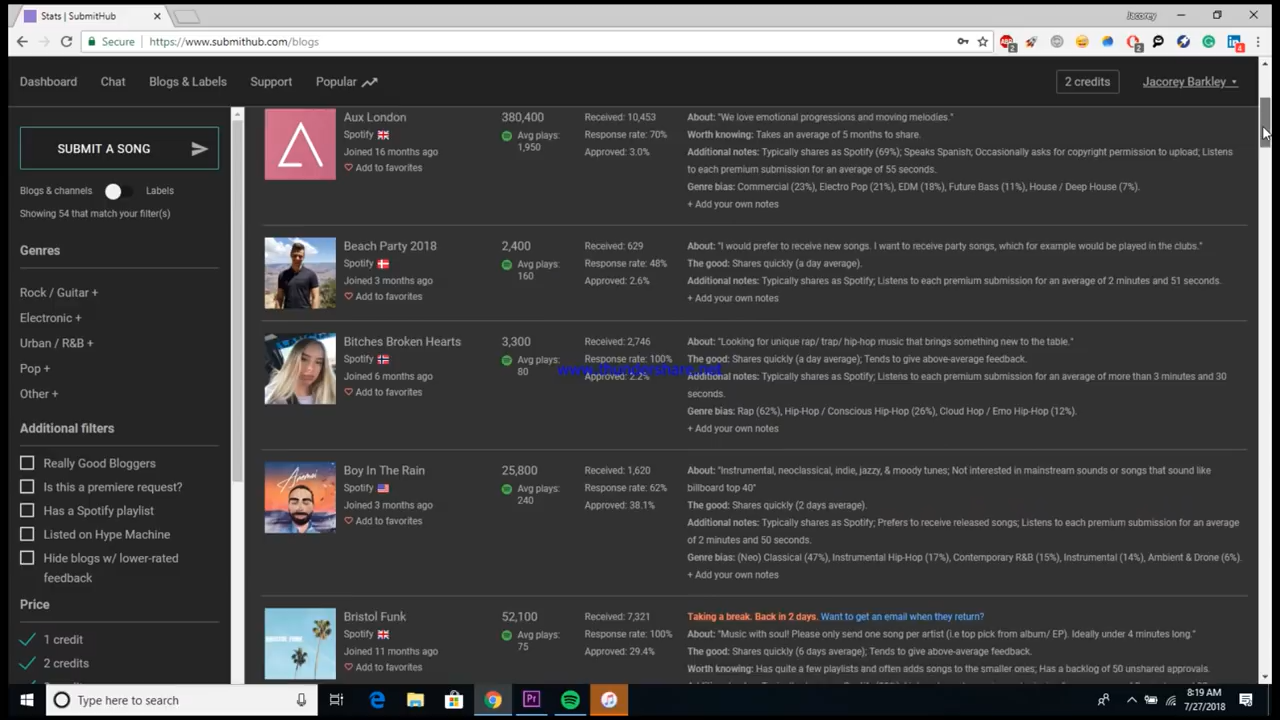 Stats | SubmitHub
Jacorey
Secure
https://www.submithub.com/blogs
2
2
4
Dashboard
Chat
Blogs & Labels
Support
Popular
2 credits
Jacorey Barkley
SUBMIT A SONG
Blogs & channels
Labels
Showing 54 that match your filter(s)
Genres
Rock / Guitar +
Electronic +
Urban / R&B +
Pop +
Other +
Additional filters
Really Good Bloggers
Is this a premiere request?
Has a Spotify playlist
Listed on Hype Machine
Hide blogs w/ lower-rated
feedback
Price
1 credit
2 credits
Aux London
Spotify
Joined 16 months ago
Add to favorites
380,400
Avg plays:
1,950
Received: 10,453
Response rate: 70%
Approved: 3.0%
About: "We love emotional progressions and moving melodies."
Worth knowing: Takes an average of 5 months to share.
Additional notes: Typically shares as Spotify (69%); Speaks Spanish; Occasionally asks for copyright permission to upload; Listens
to each premium submission for an average of 55 seconds.
Genre bias: Commercial (23%), Electro Pop (21%), EDM (18%), Future Bass (11%), House / Deep House (7%).
+ Add your own notes
Beach Party 2018
Spotify
Joined 3 months ago
Add to favorites
2,400
Avg plays:
160
Received: 629
Response rate: 48%
Approved: 2.6%
About: "I would prefer to receive new songs. I want to receive party songs, which for example would be played in the clubs."
The good: Shares quickly (a day average).
Additional notes: Typically shares as Spotify; Listens to each premium submission for an average of 2 minutes and 51 seconds.
+ Add your own notes
Bitches Broken Hearts
Spotify
Joined 6 months ago
Add to favorites
3,300
Avg plays:
80
Received: 2,746
Response rate: 100%
Approved: 2.2%
www.thundershare.net
About: "Looking for unique rap/ trap/ hip-hop music that brings something new to the table."
The good: Shares quickly (a day average); Tends to give above-average feedback.
Additional notes: Typically shares as Spotify; Listens to each premium submission for an average of more than 3 minutes and 30
seconds.
Genre bias: Rap (62%), Hip-Hop / Conscious Hip-Hop (26%), Cloud Hop / Emo Hip-Hop (12%).
+ Add your own notes
Boy In The Rain
Spotify
Joined 3 months ago
Add to favorites
25,800
Avg plays:
240
Received: 1,620
Response rate: 62%
Approved: 38.1%
About: "Instrumental, neoclassical, indie, jazzy, & moody tunes; Not interested in mainstream sounds or songs that sound like
billboard top 40"
The good: Shares quickly (2 days average).
Additional notes: Typically shares as Spotify; Prefers to receive released songs; Listens to each premium submission for an average
of 2 minutes and 50 seconds.
Genre bias: (Neo) Classical (47%), Instrumental Hip-Hop (17%), Contemporary R&B (15%), Instrumental (14%), Ambient & Drone (6%).
+ Add your own notes
BRISTOL FUNK
Bristol Funk
Spotify
Joined 11 months ago
Add to favorites
52,100
Avg plays:
75
Received: 7,321
Response rate: 100%
Approved: 29.4%
Taking a break. Back in 2 days. Want to get an email when they return?
About: "Music with soul! Please only send one song per artist (i.e top pick from album/ EP). Ideally under 4 minutes long."
The good: Shares quickly (6 days average); Tends to give above-average feedback.
Worth knowing: Has quite a few playlists and often adds songs to the smaller ones; Has a backlog of 50 unshared approvals.
Type here to search
8:19 AM
7/27/2018